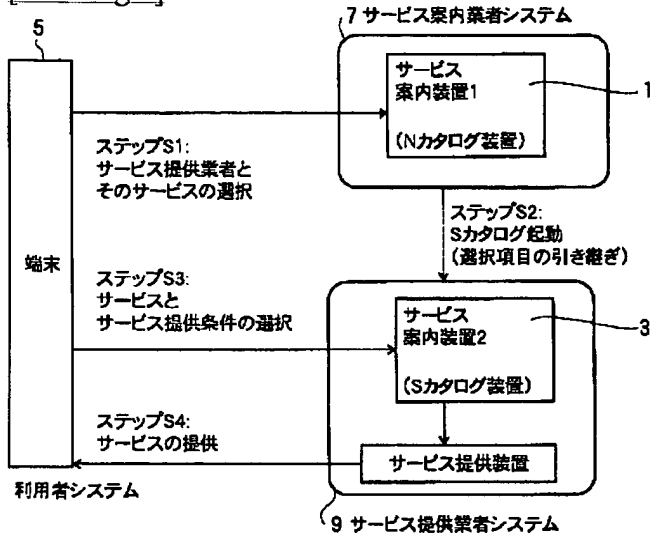 5
7 サービス案内業者システム
サービス
案内装置1
(Nカタログ装置)
1
ステップS1:
サービス提供業者と
そのサービスの選択
ステップS2:
Sカタログ起動
(選択項目の引き継ぎ)
端末
ステップS3:
サービスと
サービス提供条件の選択
サービス
案内装置2
(Sカタログ装置)
3
ステップS4:
サービスの提供
サービス提供装置
利用者システム
9 サービス提供業者システム